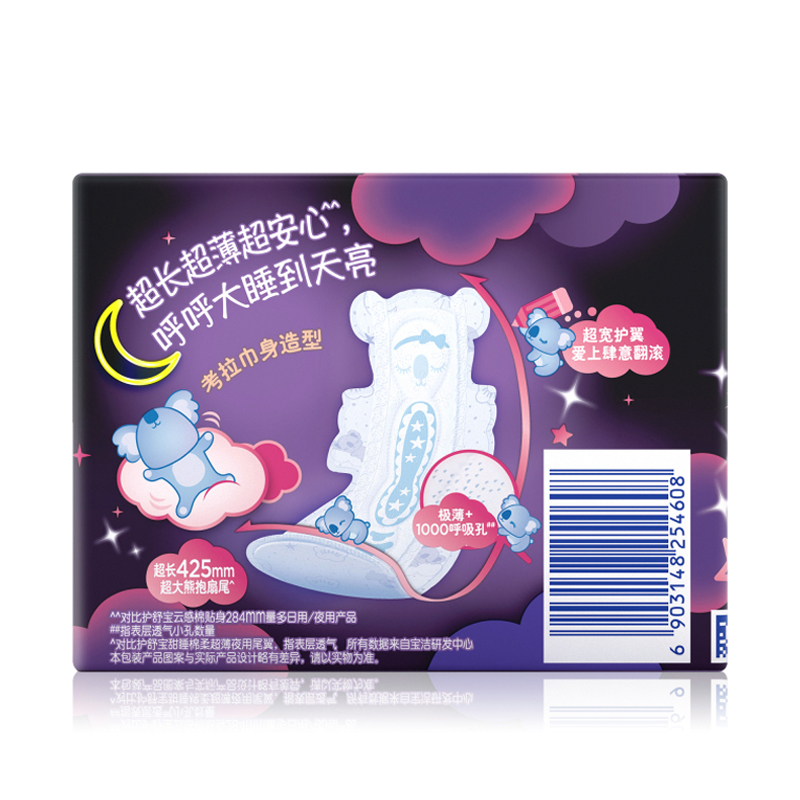 超长超薄超安心^^,
呼呼大睡到天亮
考拉巾身造型
超宽护翼
爱上肆意翻滚
极薄+
1000呼吸孔##
超长425mm
超大熊抱扇尾^
^^对比护舒宝云感棉贴身284mm量多日用/夜用产品
##指表层透气小孔数量
^对比护舒宝甜睡棉柔超薄夜用尾翼，指表层透气 所有数据来自宝洁研发中心
本包装产品图案与实际产品设计略有差异，请以实物为准。
6 903148 254608